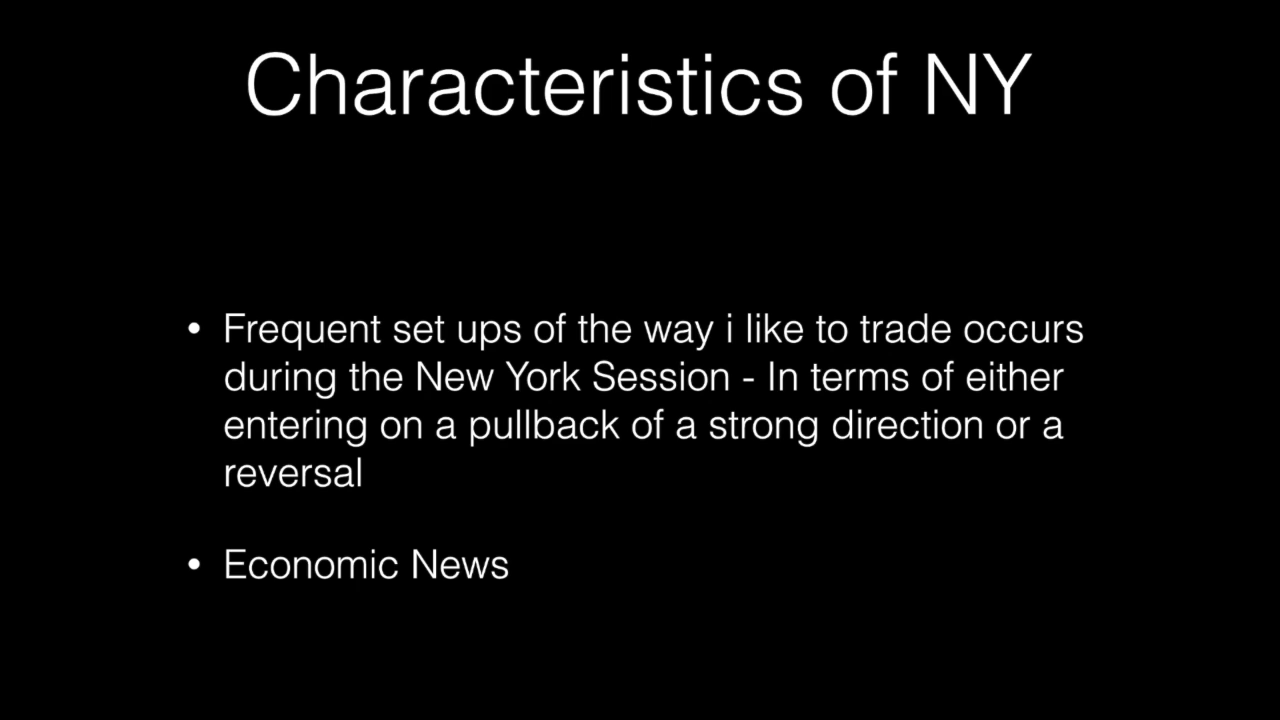 Characteristics of NY
• Frequent set ups of the way i like to trade occurs
during the New York Session - In terms of either
entering on a pullback of a strong direction or a
reversal
• Economic News